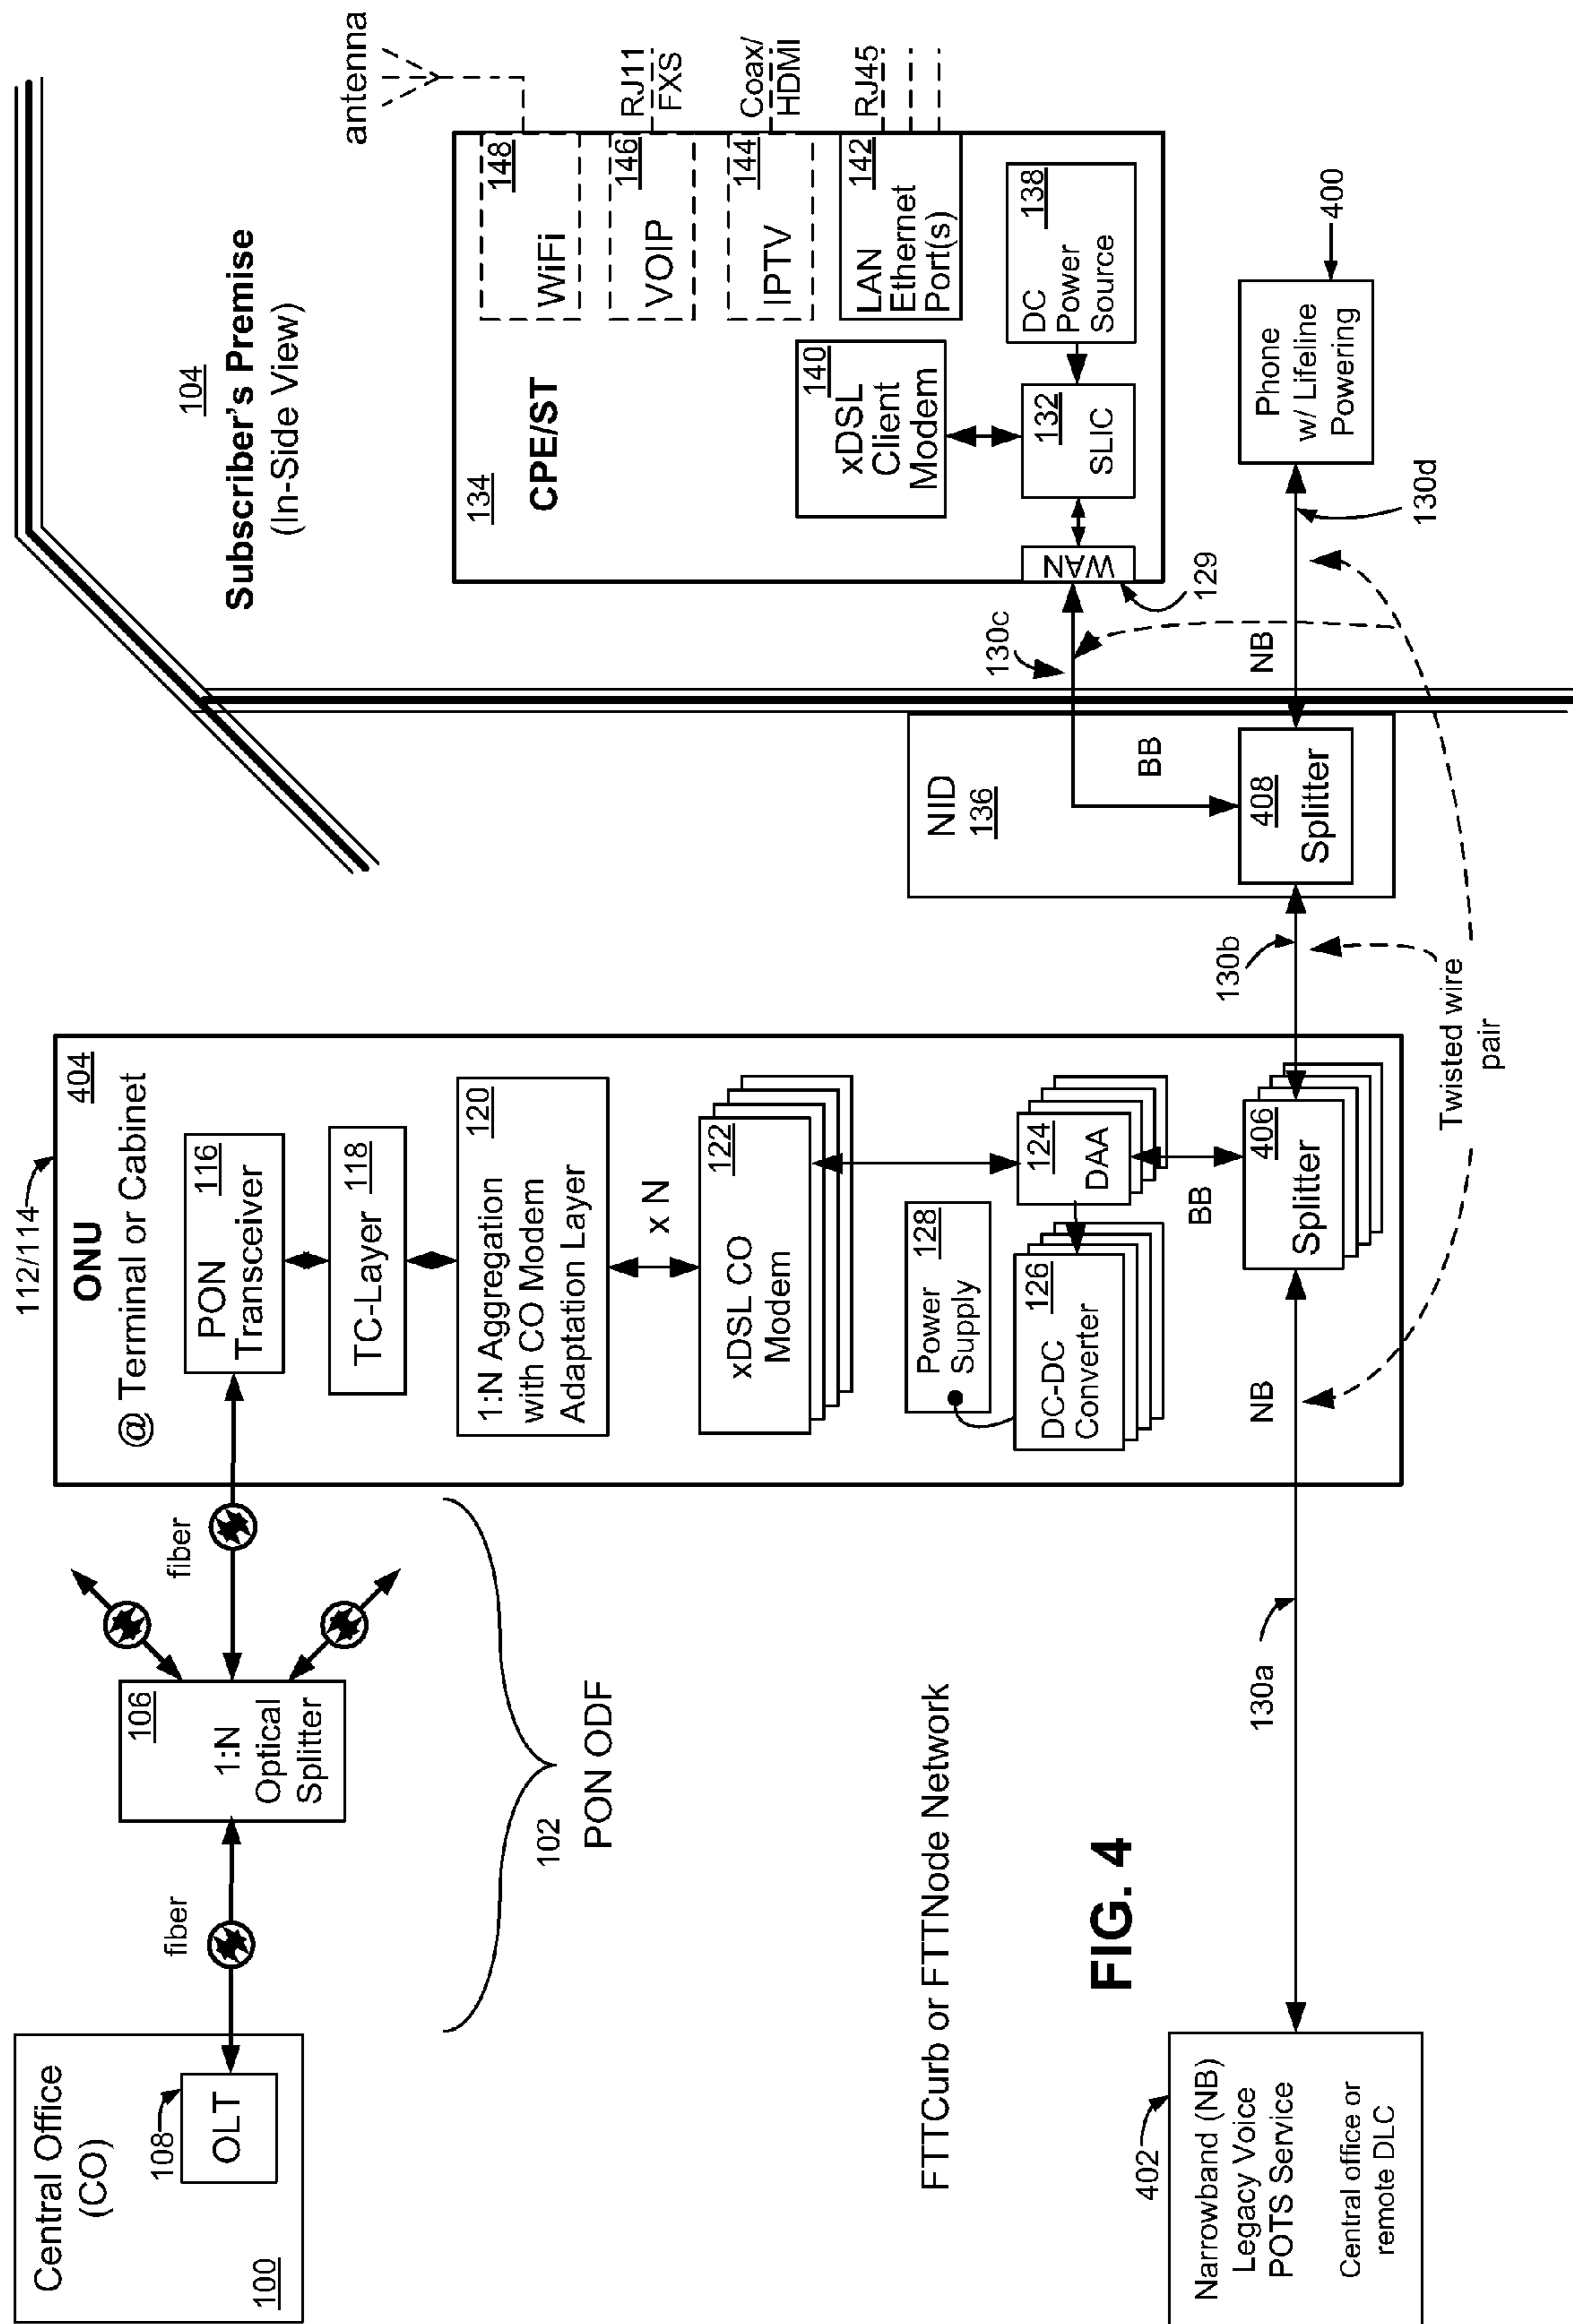 Central Office
(CO)
108
OLT
100
fiber
106
1:N
Optical
Splitter
fiber
102
PON ODF
112/114
ONU
404
@ Terminal or Cabinet
PON
116
Transceiver
TC-Layer
118
120
1:N Aggregation
with CO Modem
Adaptation Layer
x N
122
xDSL CO
Modem
128
Power
Supply
124
DAA
126
DC-DC
Converter
BB
406
Splitter
NB
130a
402
Narrowband (NB)
Legacy Voice
POTS Service
Central office or
remote DLC
Twisted wire
pair
130b
NID
136
BB
408
Splitter
NB
130c
129
130d
104
Subscriber's Premise
(In-Side View)
134
CPE/ST
WAN
140
xDSL
Client
Modem
132
SLIC
138
DC
Power
Source
148
WiFi
146
VOIP
144
IPTV
142
LAN
Ethernet
Port(s)
antenna
RJ11
FXS
Coax/
HDMI
RJ45
Phone
w/ Lifeline
Powering
400
FTTCurb or FTTNode Network
FIG. 4